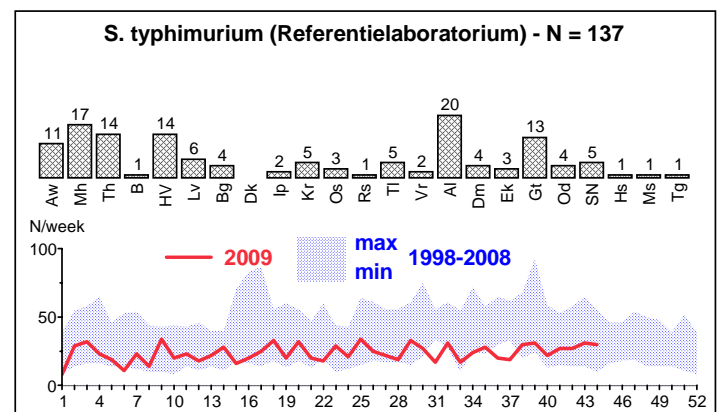 S. typhimurium (Referentielaboratorium) - N = 137
11 17 14 1 14 6 4 2 5 3 1 5 2 20 4 3 13 4 5 1 1 1
Aw Mh Th B HV Lv Bg Dk Ip Kr Os Rs Tl Vr Al Dm Ek Gt Od SN Hs Ms Tg
N/week
100
50
0
2009
max
min
1998-2008
1 4 7 10 13 16 19 22 25 28 31 34 37 40 43 46 49 52